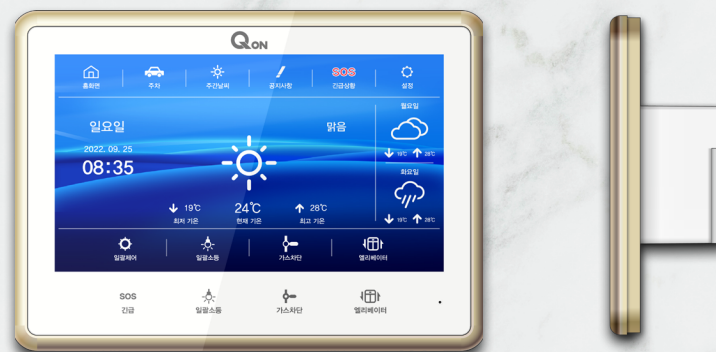 QON
홈화면
주차
주간날씨
공지사항
SOS
긴급상황
설정
일요일
맑음
월요일
2022. 09. 25
08:35
19℃
28℃
화요일
19℃
24℃
28℃
최저 기온
현재 기온
최고 기온
19℃
28℃
일괄제어
일괄소등
가스차단
엘리베이터
SOS
긴급
일괄소등
가스차단
엘리베이터